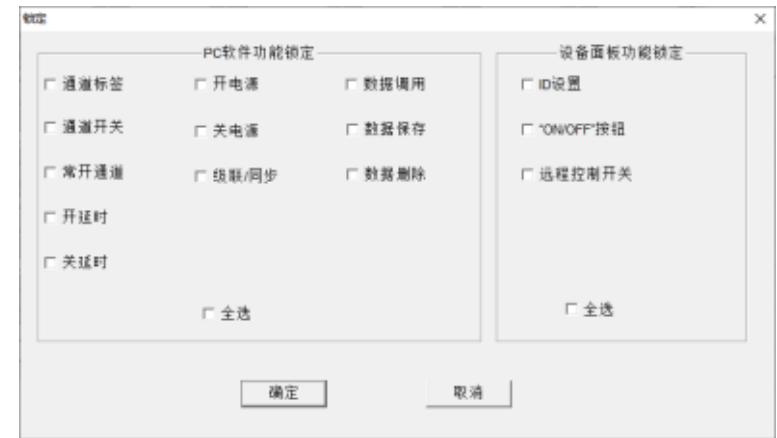 锁定
PC软件功能锁定
设备面板功能锁定
通道标签
开电源
数据调用
ID设置
通道开关
关电源
数据保存
"ON/OFF"按钮
常开通道
级联/同步
数据删除
远程控制开关
开延时
关延时
全选
全选
确定
取消